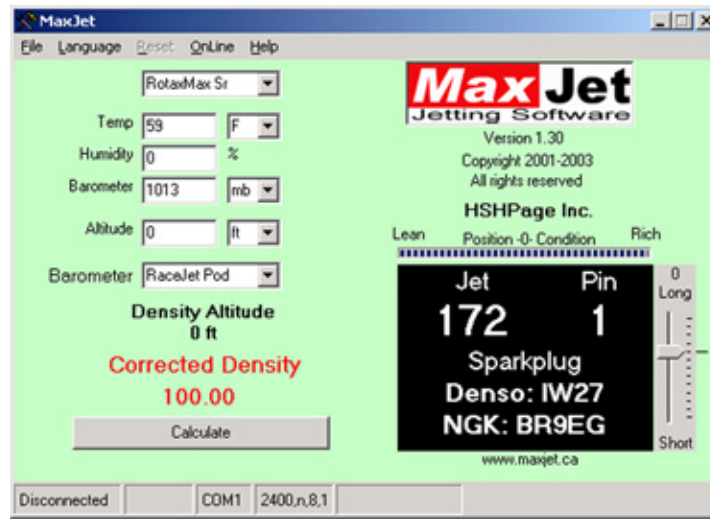 MaxJet
File Language Reset OnLine Help
RotaxMax Sr
Temp 59 F
Humidity 0 %
Barometer 1013 mb
Altitude 0 ft
Barometer RaceJet Pod
Density Altitude
0 ft
Corrected Density
100.00
Calculate
MaxJet
Jetting Software
Version 1.30
Copyright 2001-2003
All rights reserved
HSHPage Inc.
Lean Position -0- Condition Rich
Jet Pin
172 1
Sparkplug
Denso: IW27
NGK: BR9EG
0
Long
Short
www.maxjet.ca
Disconnected COM1 2400,n,8,1